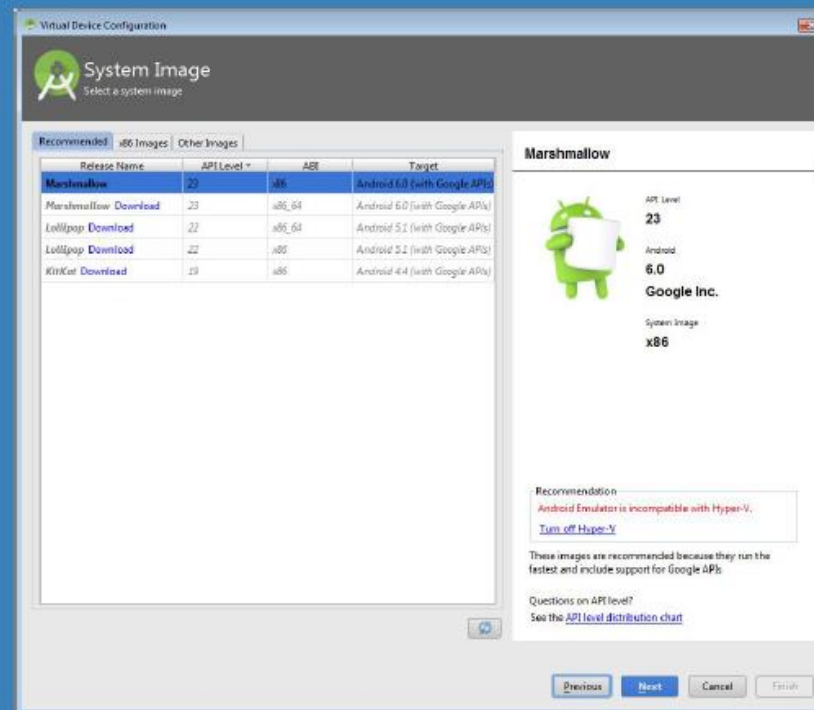 Virtual Device Configuration
System Image
Select a system image
Recommended x86 Images Other Images
Release Name API Level ABI Target
Marshmallow 23 x86 Android 6.0 (with Google APIs)
Marshmallow Download 23 x86_64 Android 6.0 (with Google APIs)
Lollipop Download 22 x86_64 Android 5.1 (with Google APIs)
Lollipop Download 22 x86 Android 5.1 (with Google APIs)
KitKat Download 19 x86 Android 4.4 (with Google APIs)
Marshmallow
API Level
23
Android
6.0
Google Inc.
System Image
x86
Recommendation
Android Emulator is incompatible with Hyper-V.
Turn off Hyper-V
These images are recommended because they run the
fastest and include support for Google APIs
Questions on API level?
See the API level distribution chart
Previous Next Cancel Finish